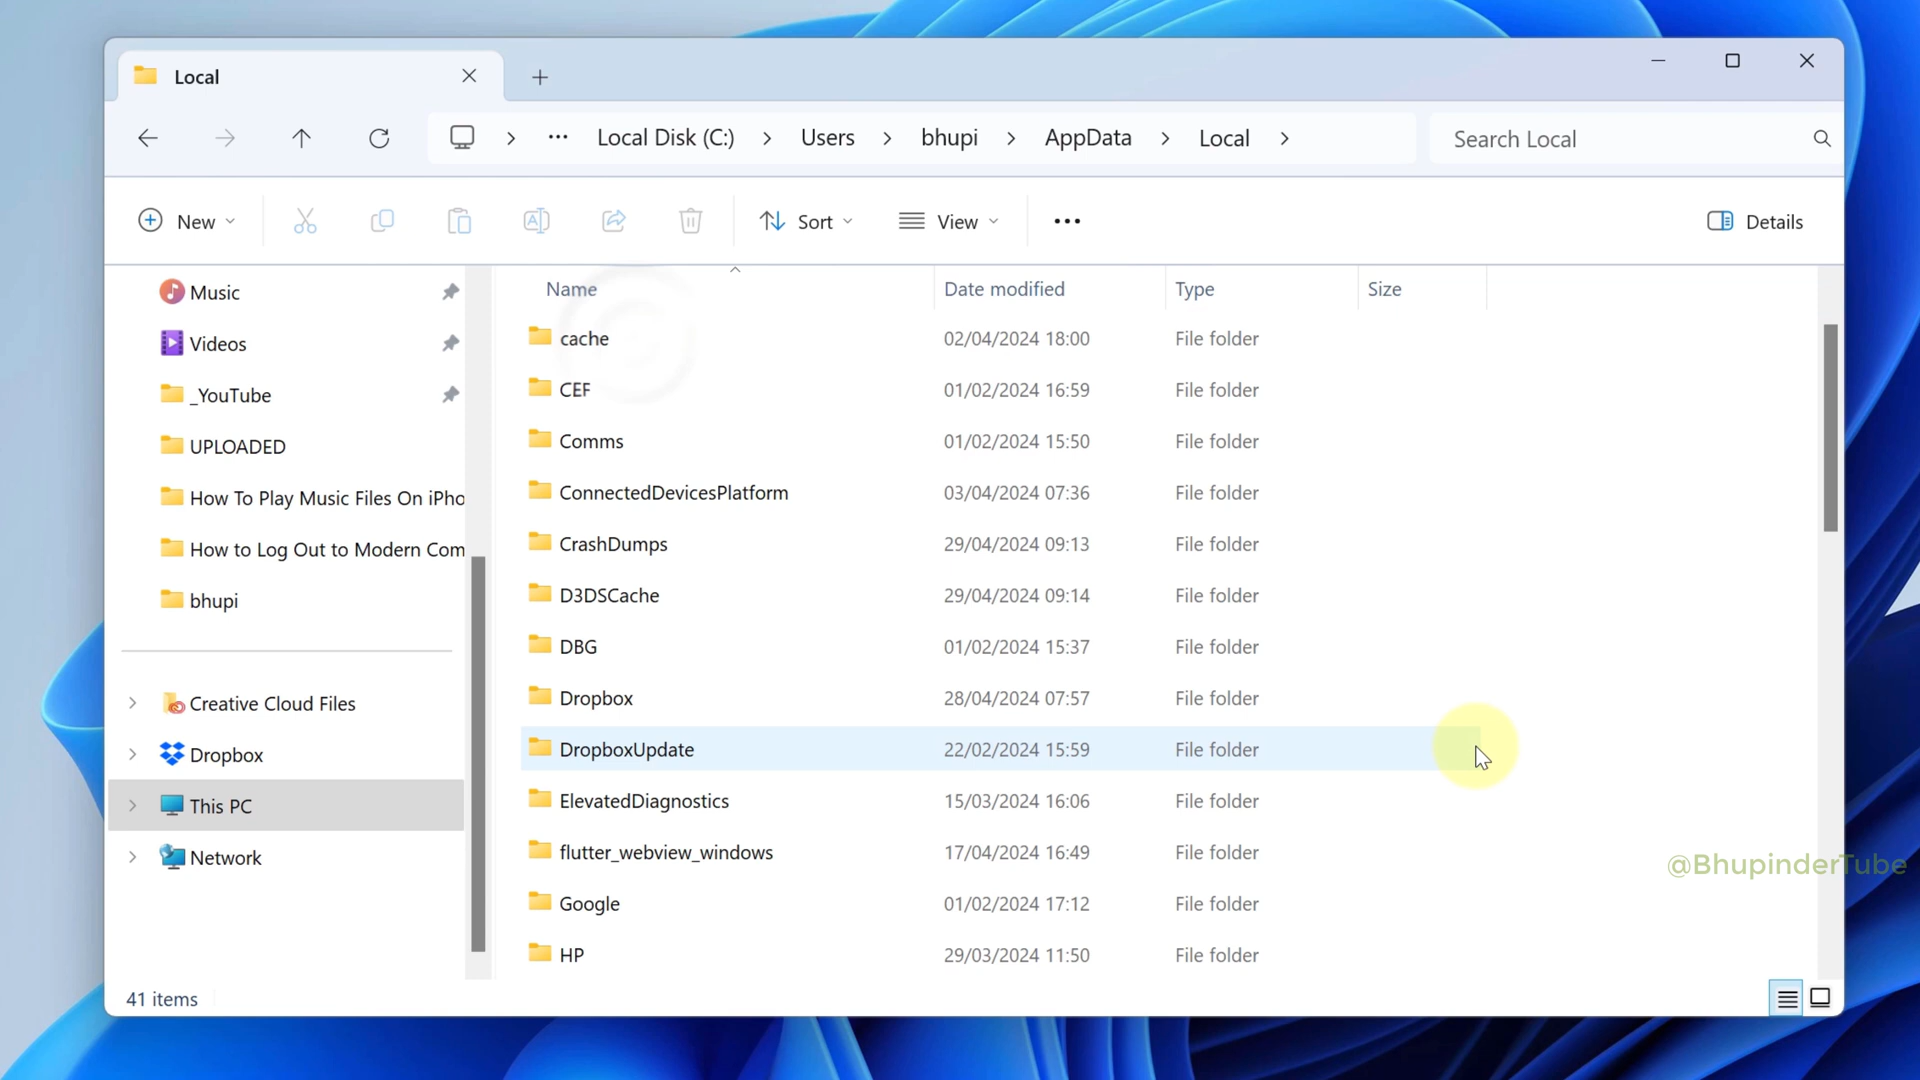 Local
Local Disk (C:) Users bhupi AppData Local
Search Local
New Sort View Details
Music
Videos
_YouTube
UPLOADED
How To Play Music Files On iPho
How to Log Out to Modern Com
bhupi
Creative Cloud Files
Dropbox
This PC
Network
Name Date modified Type Size
cache 02/04/2024 18:00 File folder
CEF 01/02/2024 16:59 File folder
Comms 01/02/2024 15:50 File folder
ConnectedDevicesPlatform 03/04/2024 07:36 File folder
CrashDumps 29/04/2024 09:13 File folder
D3DSCache 29/04/2024 09:14 File folder
DBG 01/02/2024 15:37 File folder
Dropbox 28/04/2024 07:57 File folder
DropboxUpdate 22/02/2024 15:59 File folder
ElevatedDiagnostics 15/03/2024 16:06 File folder
flutter_webview_windows 17/04/2024 16:49 File folder
Google 01/02/2024 17:12 File folder
HP 29/03/2024 11:50 File folder
@BhupinderTube
41 items